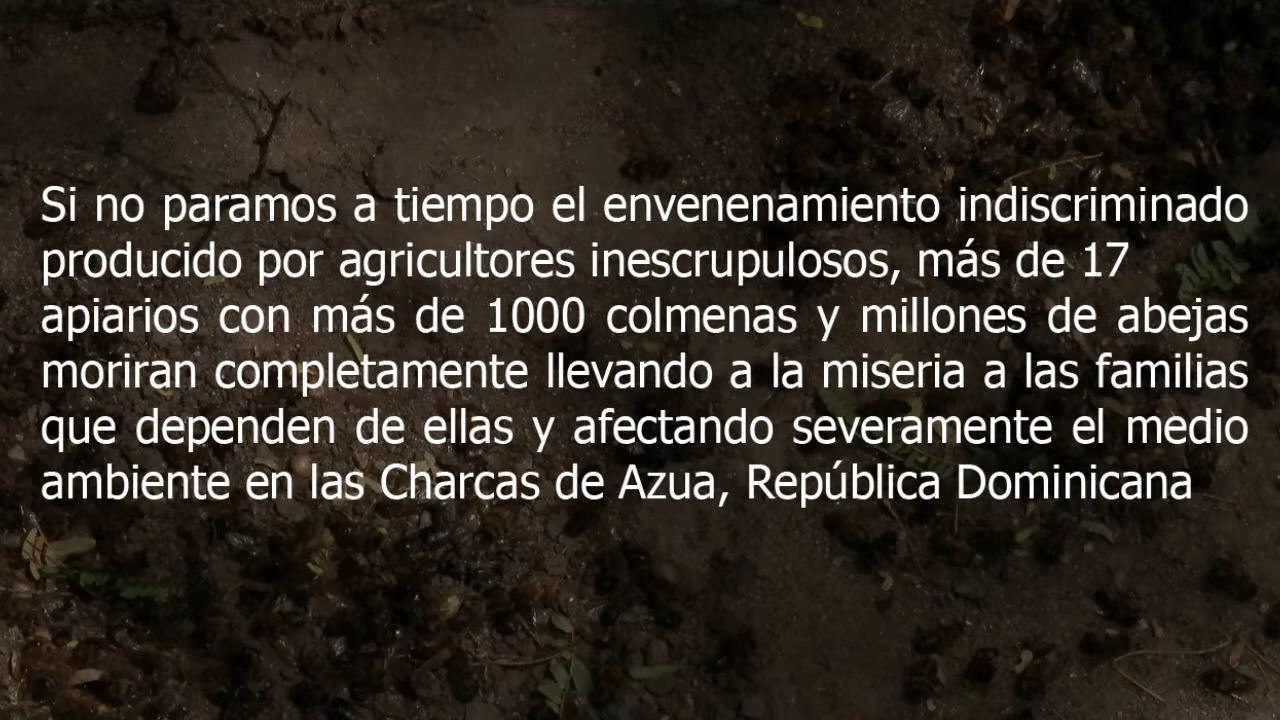 Si no paramos a tiempo el envenenamiento indiscriminado
producido por agricultores inescrupulosos, más de 17
apiarios con más de 1000 colmenas y millones de abejas
moriran completamente llevando a la miseria a las familias
que dependen de ellas y afectando severamente el medio
ambiente en las Charcas de Azua, República Dominicana